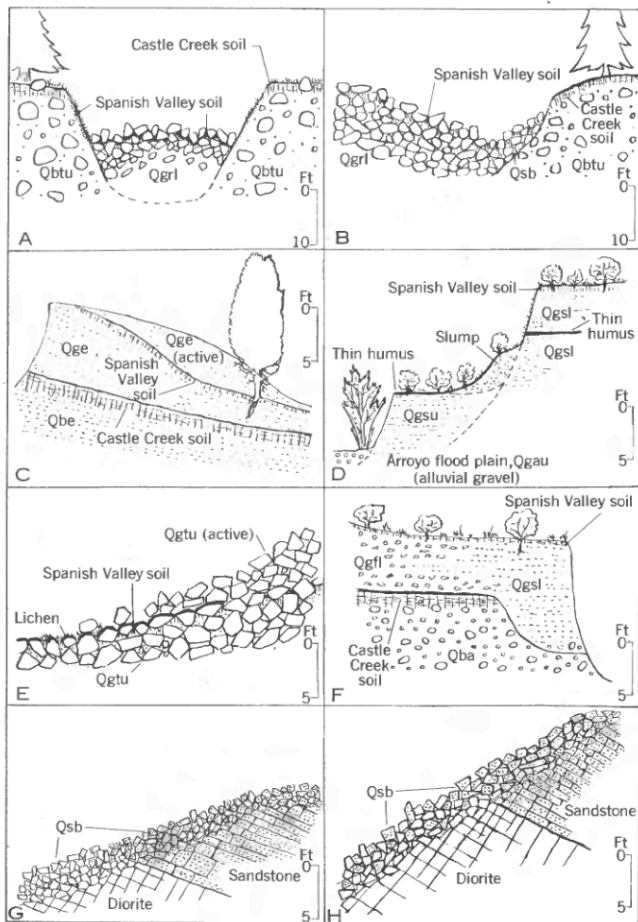 Castle Creek soil
Spanish Valley soil
Qbtu
Qgrl
Qbtu
Ft
0
10
A
Spanish Valley soil
Castle
Creek
soil
Qgrl
Qsb
Qbtu
Ft
0
10
B
Qge
(active)
Qge
Spanish
Valley
soil
Qbe
Castle Creek soil
0
Ft
5
C
Spanish Valley soil
Qgsl
Thin
humus
Slump
Qgsl
Thin humus
Qgsu
Ft
0
Arroyo flood plain, Qgau
(alluvial gravel)
5
D
Qgtu (active)
Spanish Valley soil
Lichen
Qgtu
Ft
0
5
E
Spanish Valley soil
Qgfl
Qgsl
Castle
Creek
soil
Qba
Ft
0
5
F
Qsb
Ft
0
Sandstone
Diorite
5
G
Qsb
Sandstone
Ft
0
Diorite
5
H